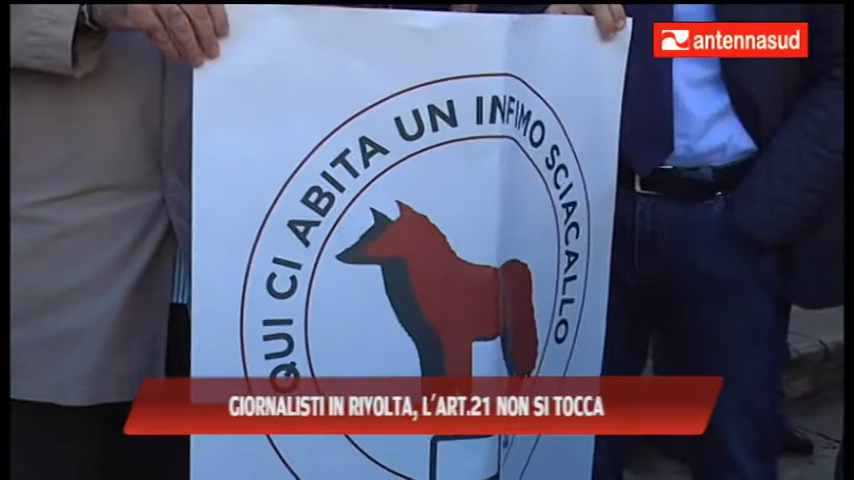 antennasud
QUI CI ABITA UN INFIMO SCIACALLO
GIORNALISTI IN RIVOLTA, L'ART.21 NON SI TOCCA